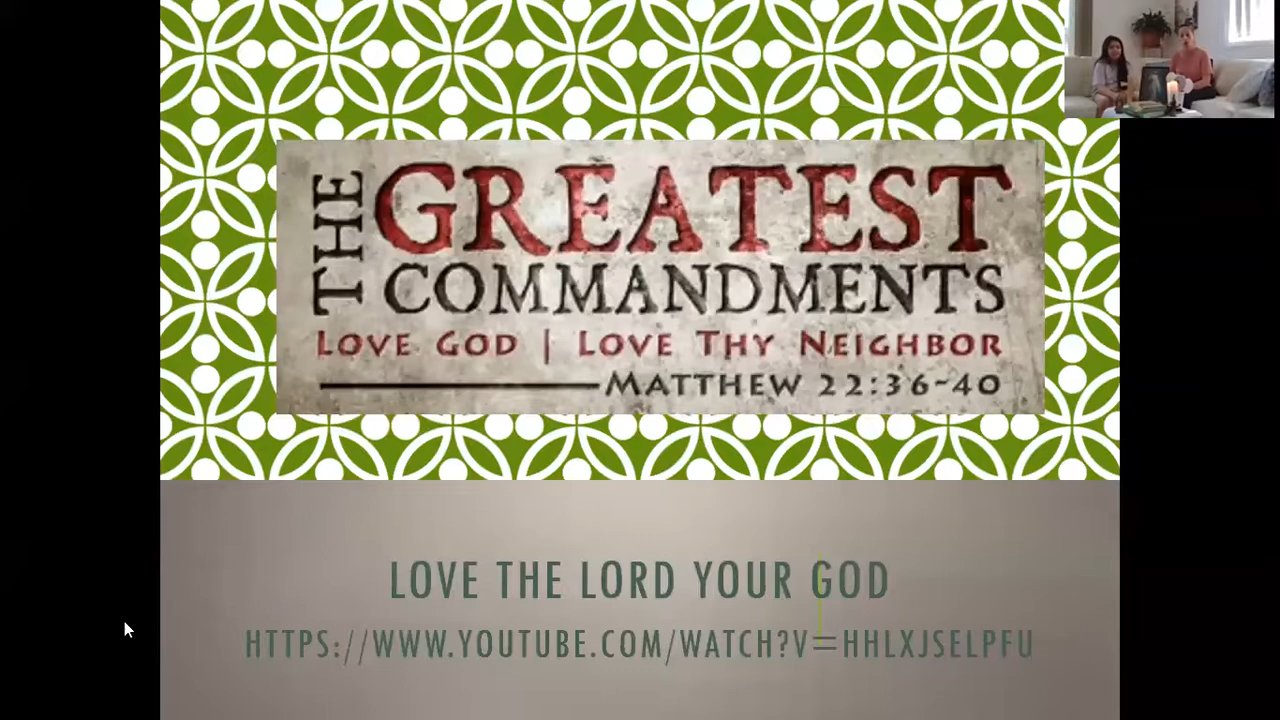 THE GREATEST
COMMANDMENTS
LOVE GOD | LOVE THY NEIGHBOR
MATTHEW 22:36-40
LOVE THE LORD YOUR GOD
HTTPS://WWW.YOUTUBE.COM/WATCH?V=HHLXJSELPFU